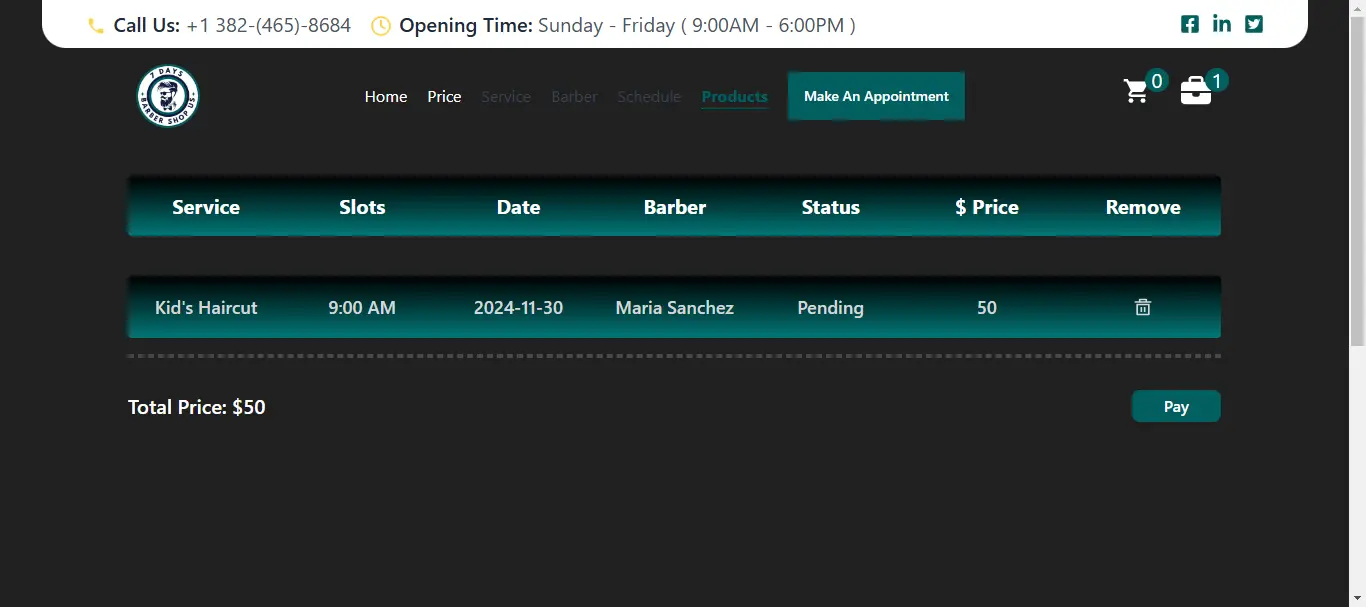 Call Us: +1 382-(465)-8684 Opening Time: Sunday - Friday ( 9:00AM - 6:00PM )
7 DAYS
BARBER SHOP US
Home Price Service Barber Schedule Products Make An Appointment 0 1
Service Slots Date Barber Status $ Price Remove
Kid's Haircut 9:00 AM 2024-11-30 Maria Sanchez Pending 50
Total Price: $50 Pay